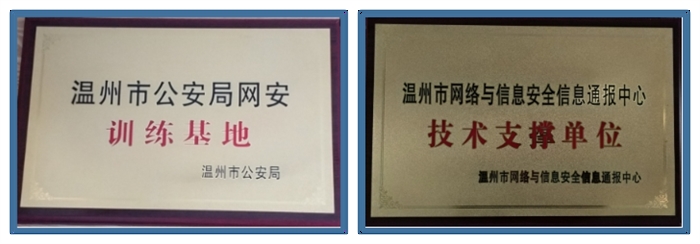 温州市公安局网安
训练基地
温州市公安局
温州市网络与信息安全信息通报中心
技术支撑单位
温州市网络与信息安全信息通报中心